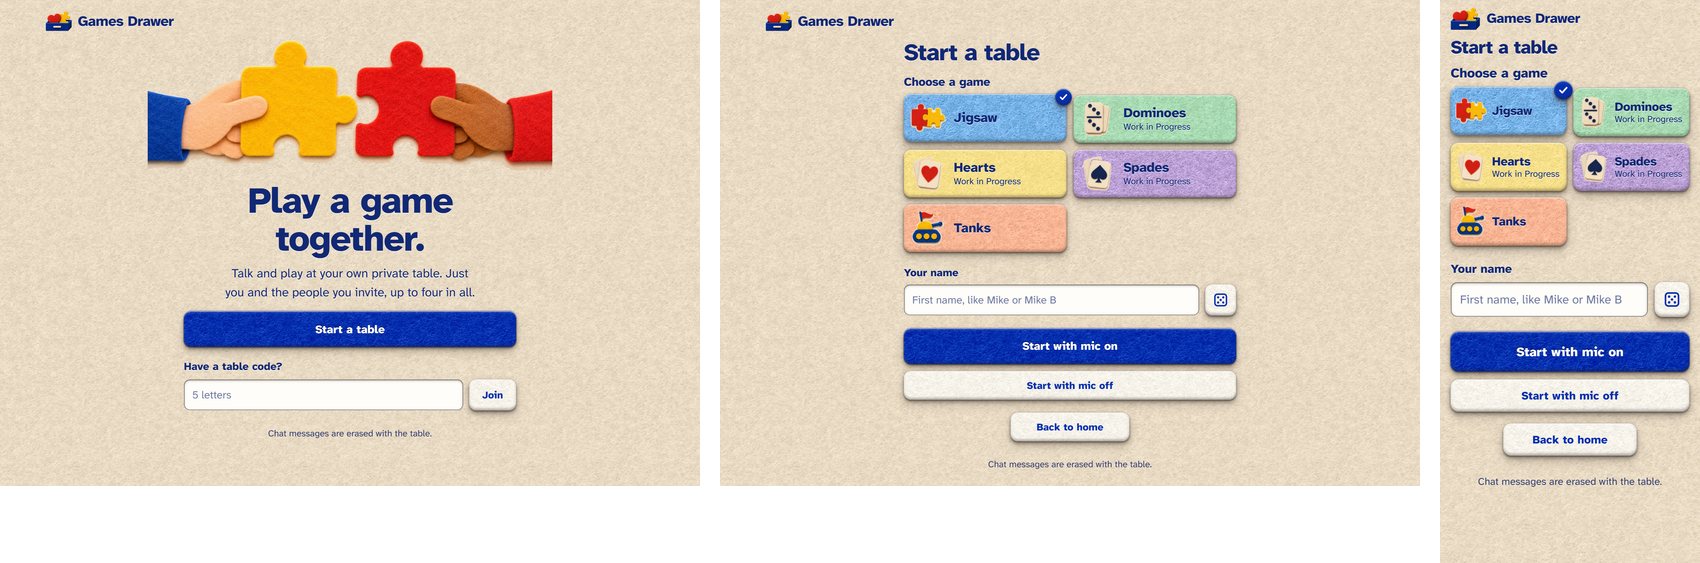 Games Drawer
Play a game
together.
Talk and play at your own private table. Just
you and the people you invite, up to four in all.
Start a table
Have a table code?
5 letters
Join
Chat messages are erased with the table.
Games Drawer
Start a table
Choose a game
Jigsaw
Dominoes
Work in Progress
Hearts
Work in Progress
Spades
Work in Progress
Tanks
Your name
First name, like Mike or Mike B
Start with mic on
Start with mic off
Back to home
Chat messages are erased with the table.
Games Drawer
Start a table
Choose a game
Jigsaw
Dominoes
Work in Progress
Hearts
Work in Progress
Spades
Work in Progress
Tanks
Your name
First name, like Mike or Mike B
Start with mic on
Start with mic off
Back to home
Chat messages are erased with the table.